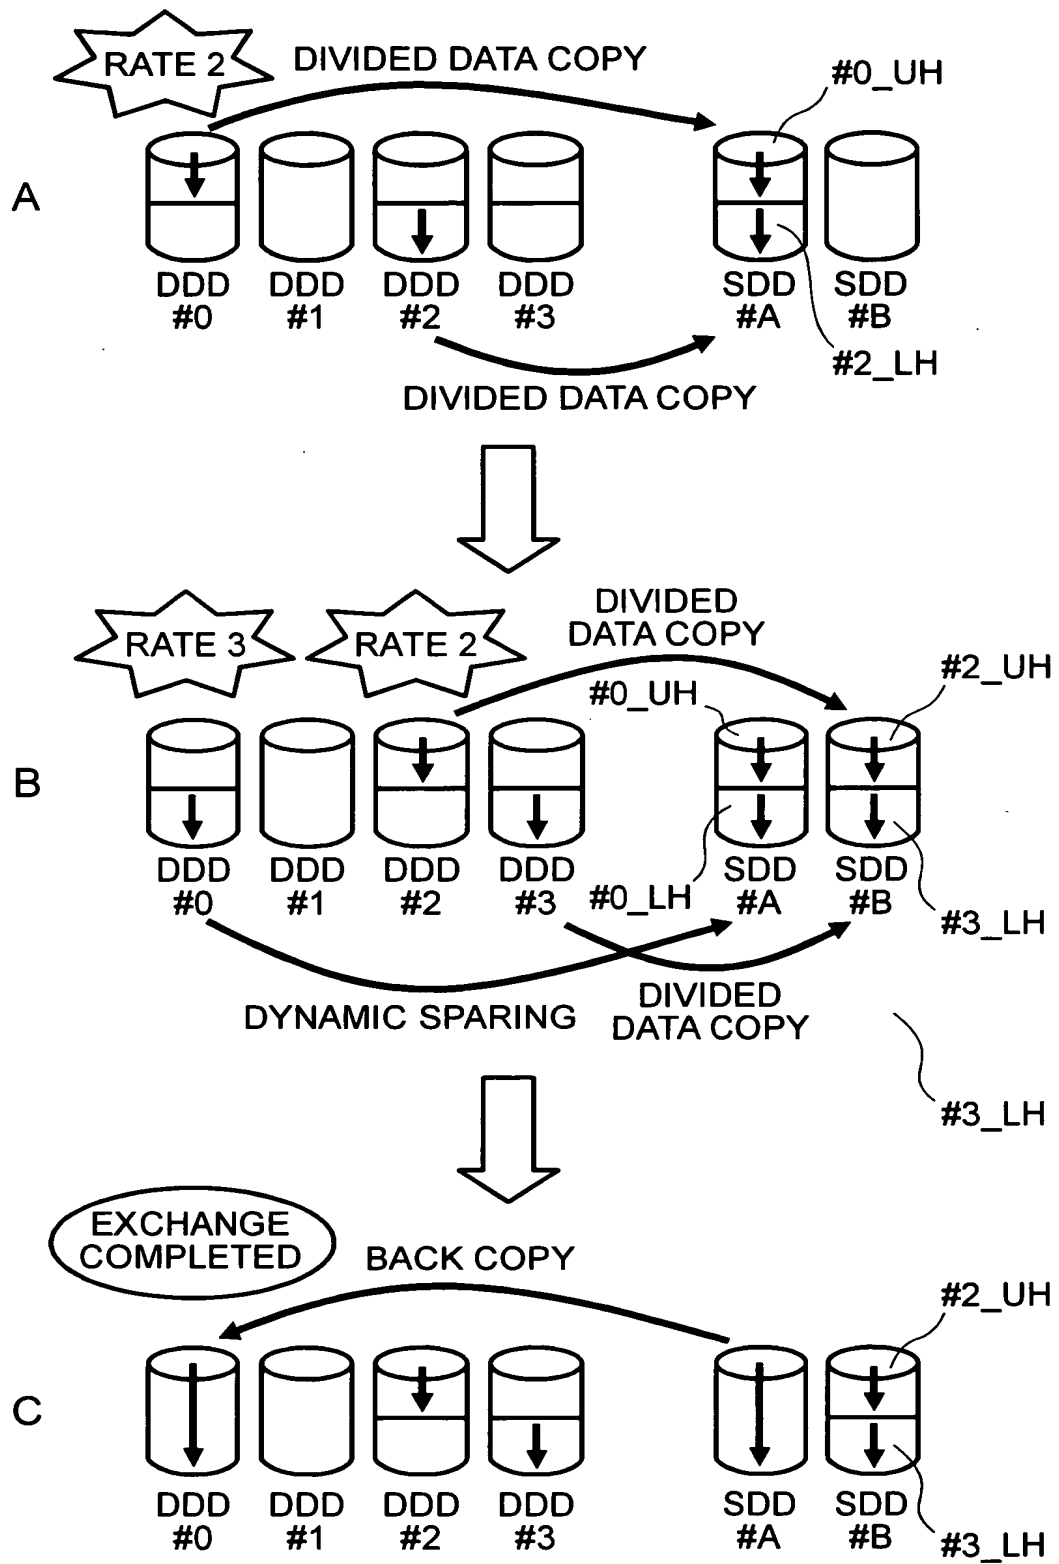 RATE 2
DIVIDED DATA COPY
#0_UH
A
DDD #0
DDD #1
DDD #2
DDD #3
SDD #A
SDD #B
#2_LH
DIVIDED DATA COPY
RATE 3
RATE 2
DIVIDED
DATA COPY
#0_UH
#2_UH
B
DDD #0
DDD #1
DDD #2
DDD #3
#0_LH
SDD #A
SDD #B
#3_LH
DYNAMIC SPARING
DIVIDED
DATA COPY
#3_LH
EXCHANGE
COMPLETED
BACK COPY
#2_UH
C
DDD #0
DDD #1
DDD #2
DDD #3
SDD #A
SDD #B
#3_LH